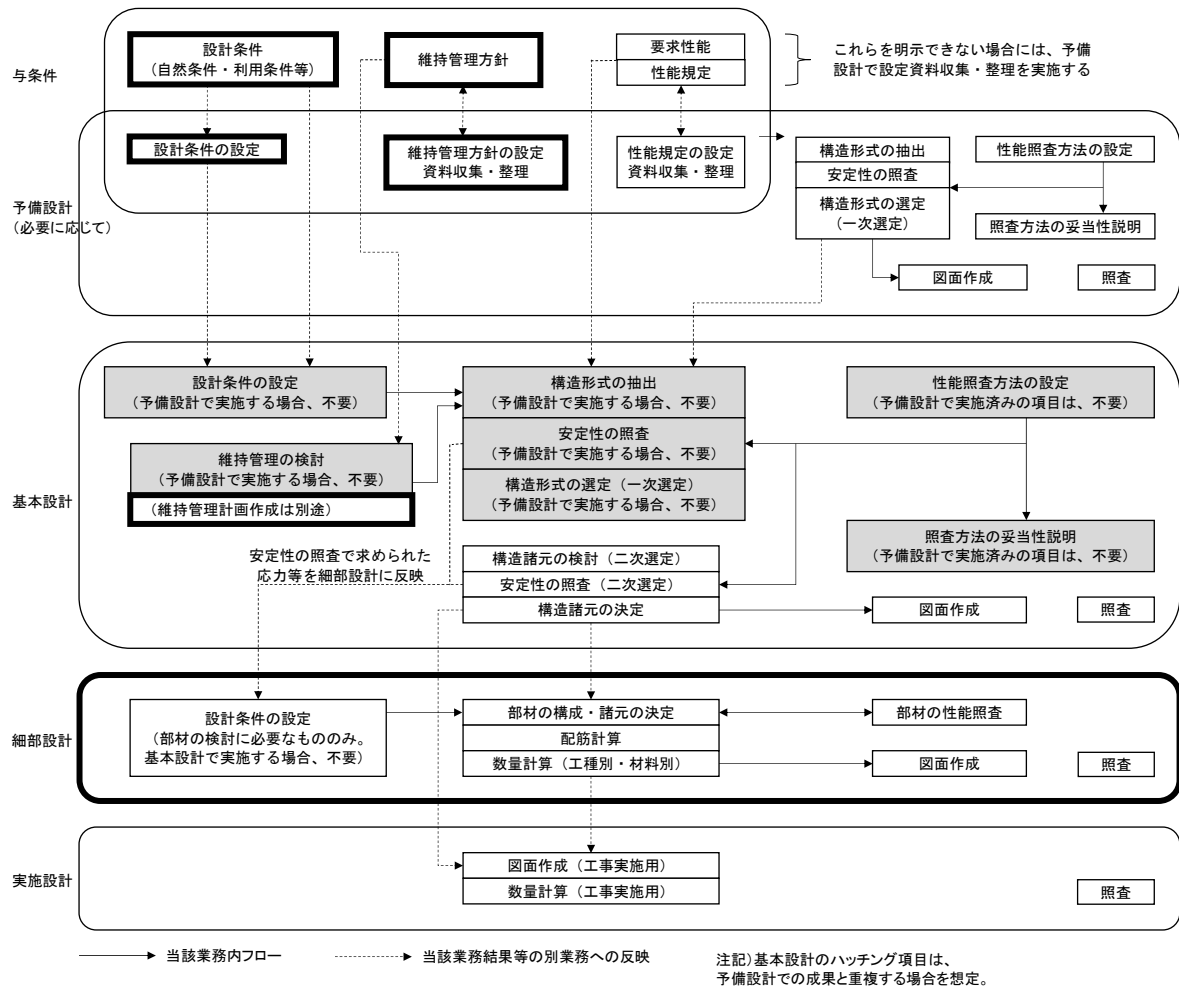 与条件
設計条件
(自然条件・利用条件等)
維持管理方針
要求性能
性能規定
これらを明示できない場合には、予備
設計で設定資料収集・整理を実施する
予備設計
(必要に応じて)
設計条件の設定
維持管理方針の設定
資料収集・整理
性能規定の設定
資料収集・整理
構造形式の抽出
安定性の照査
構造形式の選定
(一次選定)
性能照査方法の設定
照査方法の妥当性説明
図面作成
照査
基本設計
設計条件の設定
(予備設計で実施する場合、不要)
維持管理の検討
(予備設計で実施する場合、不要)
(維持管理計画作成は別途)
構造形式の抽出
(予備設計で実施する場合、不要)
安定性の照査
(予備設計で実施する場合、不要)
構造形式の選定(一次選定)
(予備設計で実施する場合、不要)
性能照査方法の設定
(予備設計で実施済みの項目は、不要)
照査方法の妥当性説明
(予備設計で実施済みの項目は、不要)
安定性の照査で求められた
応力等を細部設計に反映
構造諸元の検討(二次選定)
安定性の照査(二次選定)
構造諸元の決定
図面作成
照査
細部設計
設計条件の設定
(部材の検討に必要なもののみ。
基本設計で実施する場合、不要)
部材の構成・諸元の決定
配筋計算
数量計算(工種別・材料別)
部材の性能照査
図面作成
照査
実施設計
図面作成(工事実施用)
数量計算(工事実施用)
照査
当該業務内フロー
当該業務結果等の別業務への反映
注記)基本設計のハッチング項目は、
予備設計での成果と重複する場合を想定。